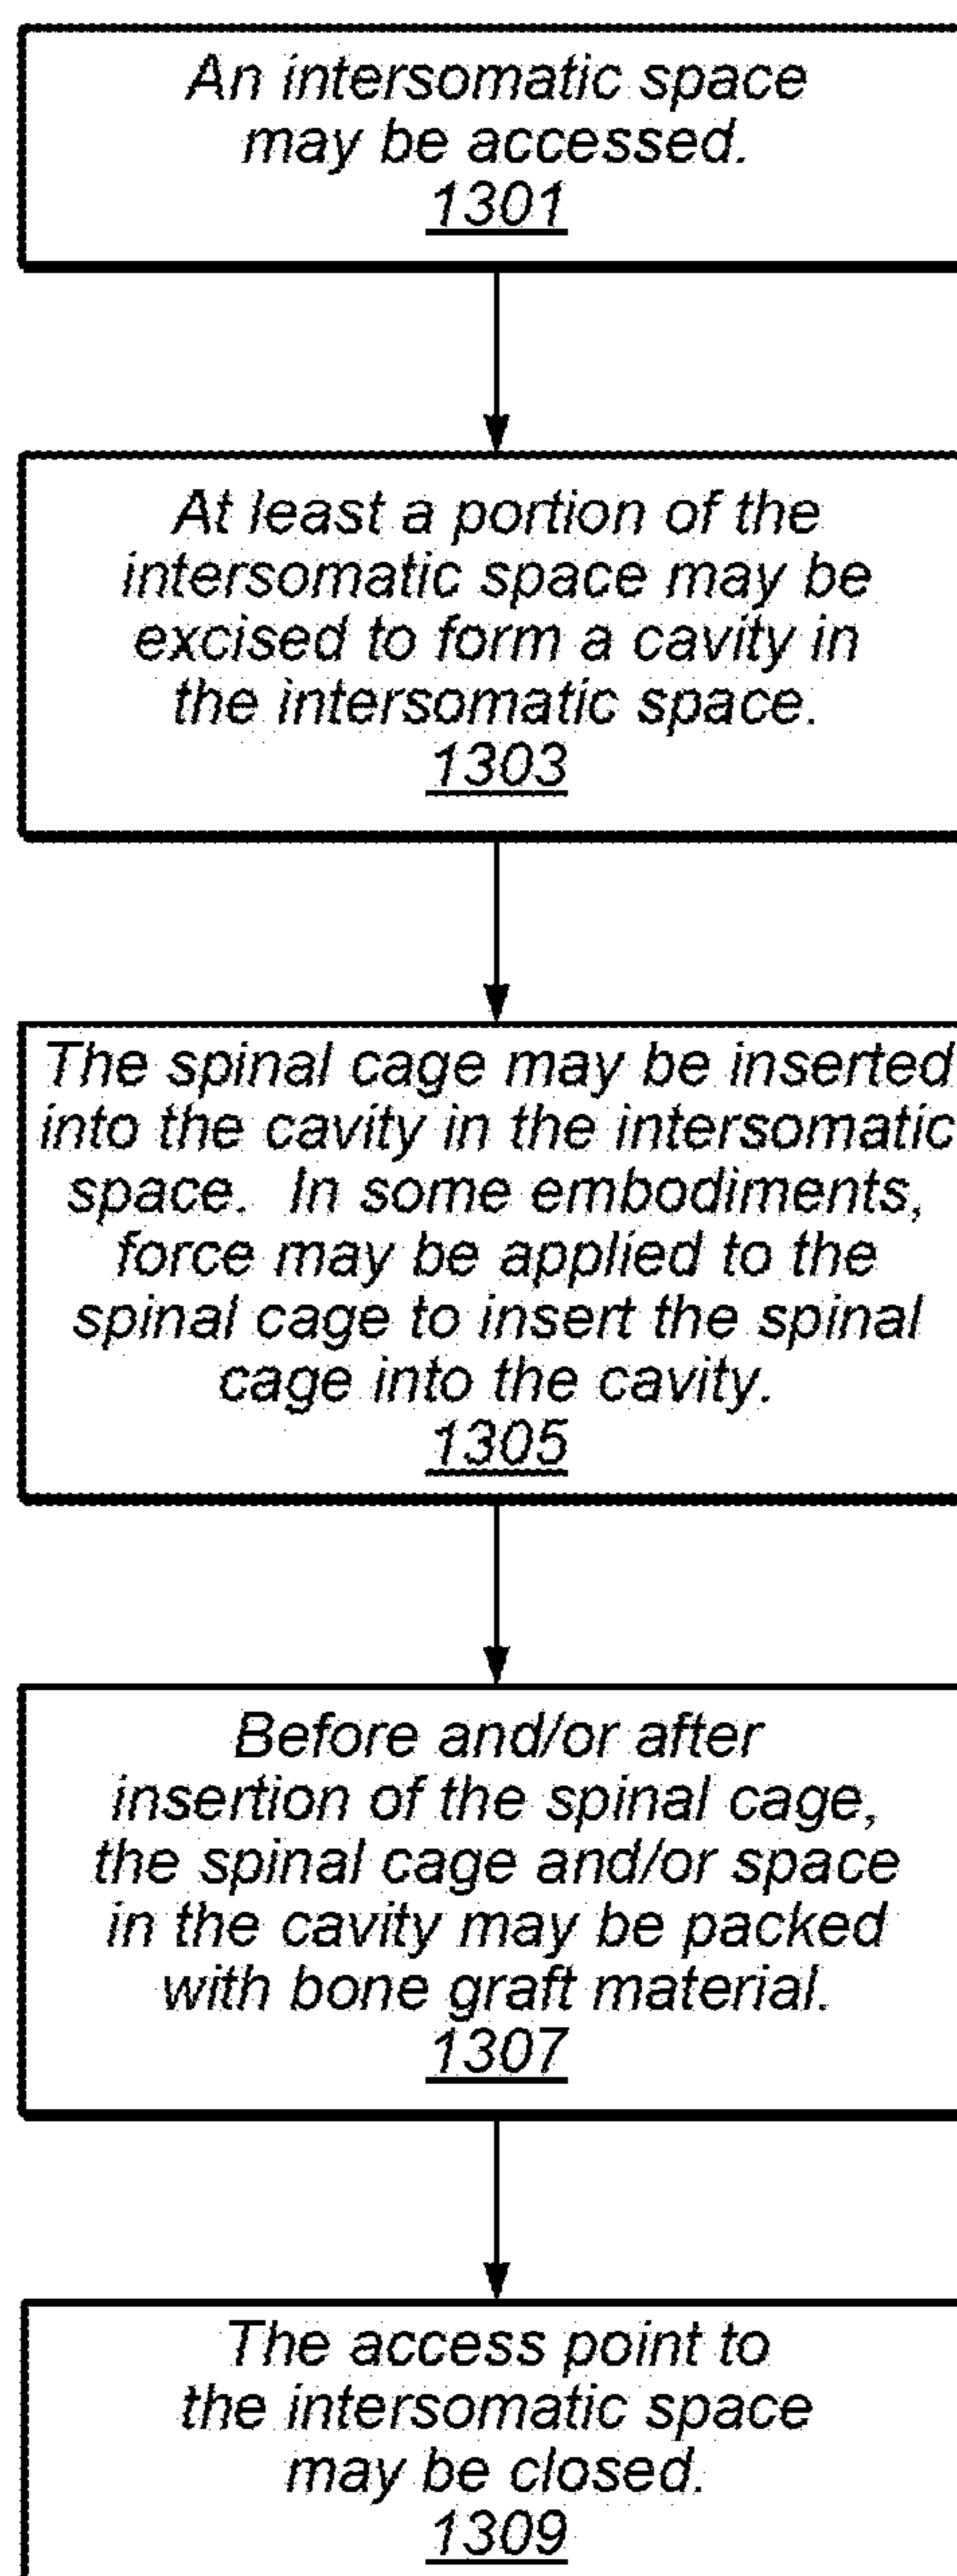 An intersomatic space
may be accessed.
1301
At least a portion of the
intersomatic space may be
excised to form a cavity in
the intersomatic space.
1303
The spinal cage may be inserted
into the cavity in the intersomatic
space.  In some embodiments,
force may be applied to the
spinal cage to insert the spinal
cage into the cavity.
1305
Before and/or after
insertion of the spinal cage,
the spinal cage and/or space
in the cavity may be packed
with bone graft material.
1307
The access point to
the intersomatic space
may be closed.
1309